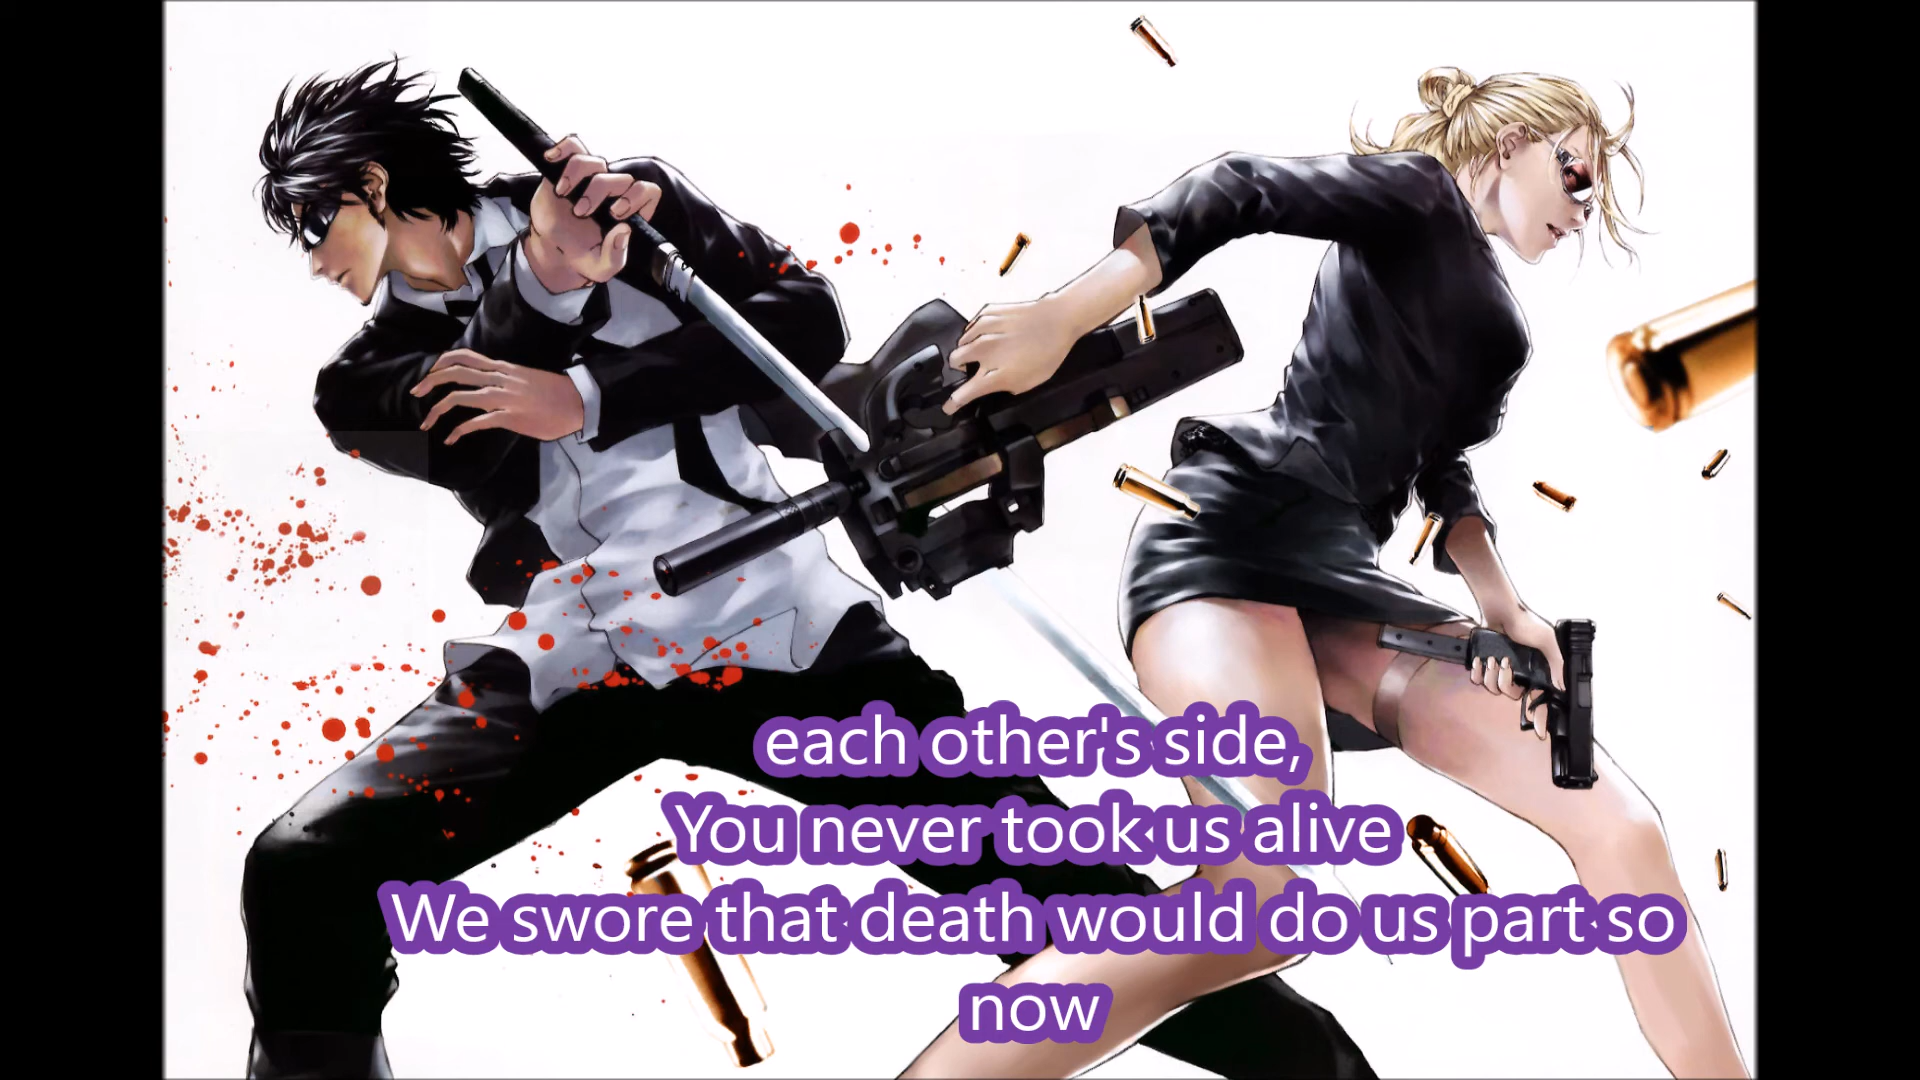 each other's side,
You never took us alive
We swore that death would do us part so
now